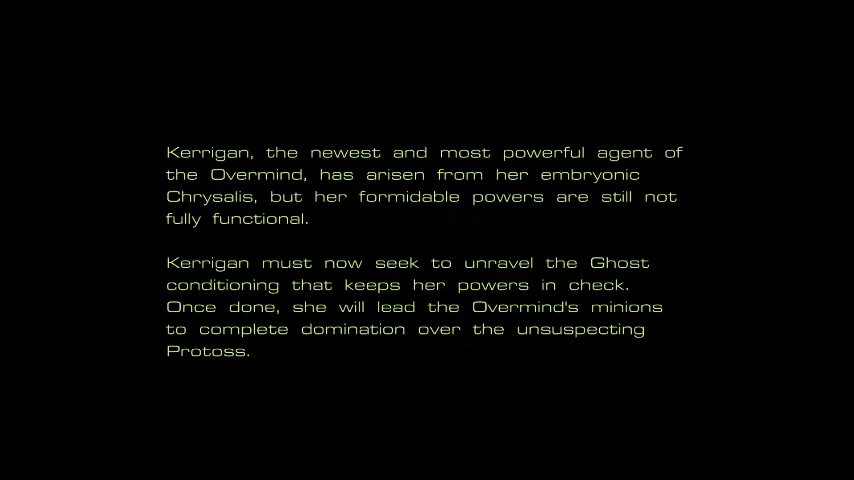 Kerrigan, the newest and most powerful agent of
the Overmind, has arisen from her embryonic
Chrysalis, but her formidable powers are still not
fully functional.
Kerrigan must now seek to unravel the Ghost
conditioning that keeps her powers in check.
Once done, she will lead the Overmind's minions
to complete domination over the unsuspecting
Protoss.